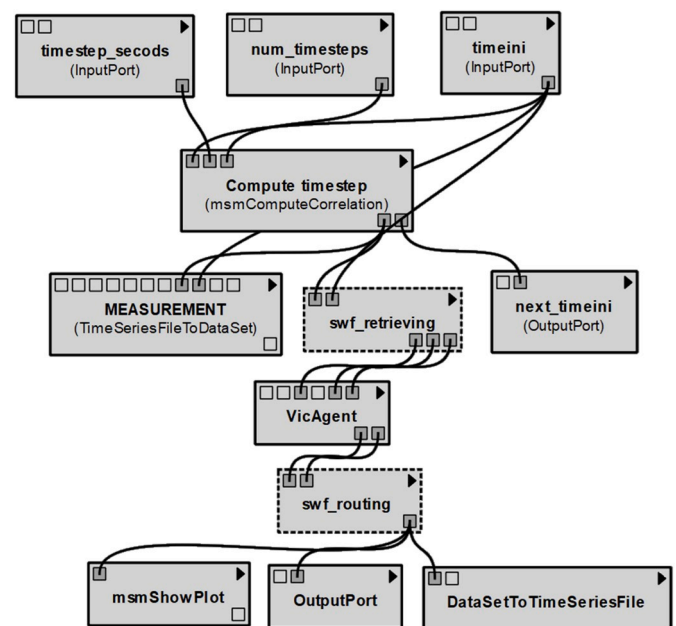 timestep_secods
(InputPort)
num_timesteps
(InputPort)
timeini
(InputPort)
Compute timestep
(msmComputeCorrelation)
MEASUREMENT
(TimeSeriesFileToDataSet)
swf_retrieving
next_timeini
(OutputPort)
VicAgent
swf_routing
msmShowPlot
OutputPort
DataSetToTimeSeriesFile